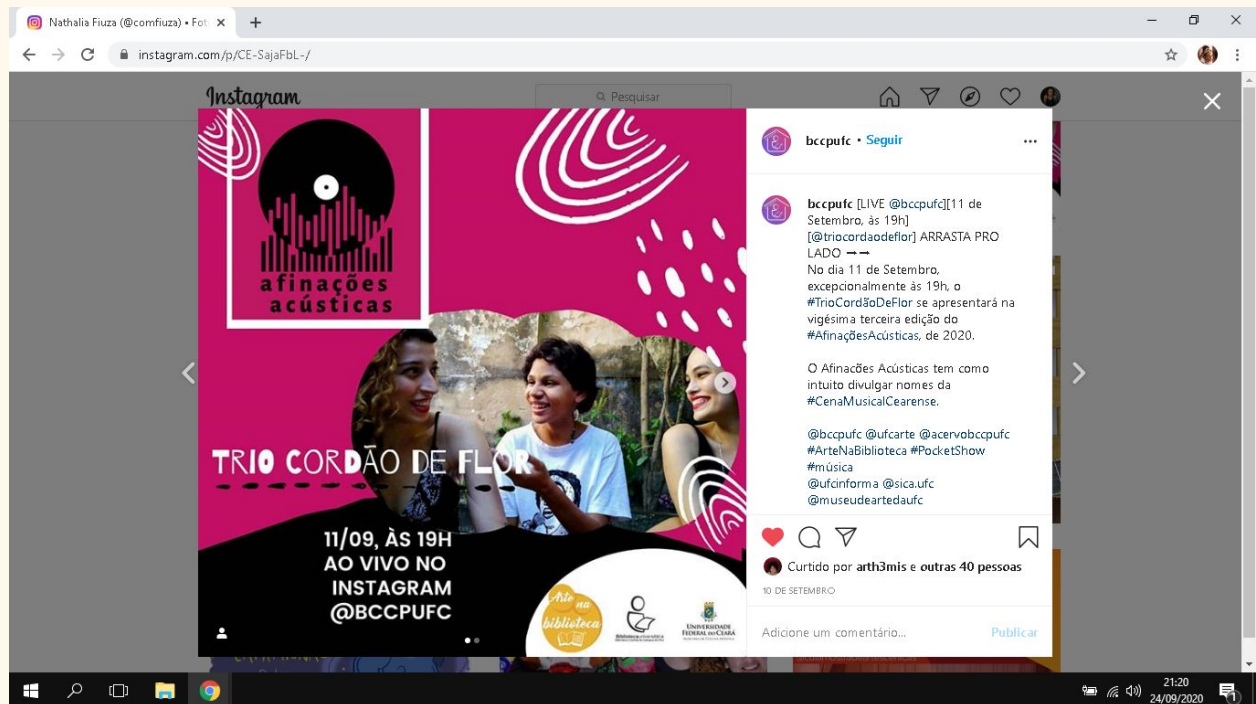 Nathalia Fiuza (@comfiuza) • Fot
instagram.com/p/CE-SajaFbL-/
Instagram
Pesquisar
afinações
acústicas
TRIO CORDÃO DE FLOR
11/09, ÀS 19H
AO VIVO NO
INSTAGRAM
@BCCPUFC
Arte na
biblioteca
UNIVERSIDADE
FEDERAL DO CEARÁ
bccpufc • Seguir
bccpufc [LIVE @bccpufc][11 de
Setembro, às 19h]
[@triocordaodeflor] ARRASTA PRO
LADO →→
No dia 11 de Setembro,
excepcionalmente às 19h, o
#TrioCordãoDeFlor se apresentará na
vigésima terceira edição do
#AfinaçõesAcústicas, de 2020.
O Afinacões Acústicas tem como
intuito divulgar nomes da
#CenaMusicalCearense.
@bccpufc @ufcarte @acervobccpufc
#ArteNaBiblioteca #PocketShow
#música
@ufcinforma @sica.ufc
@museudeartedaufc
Curtido por arth3mis e outras 40 pessoas
10 DE SETEMBRO
Adicione um comentário... Publicar
21:20
24/09/2020